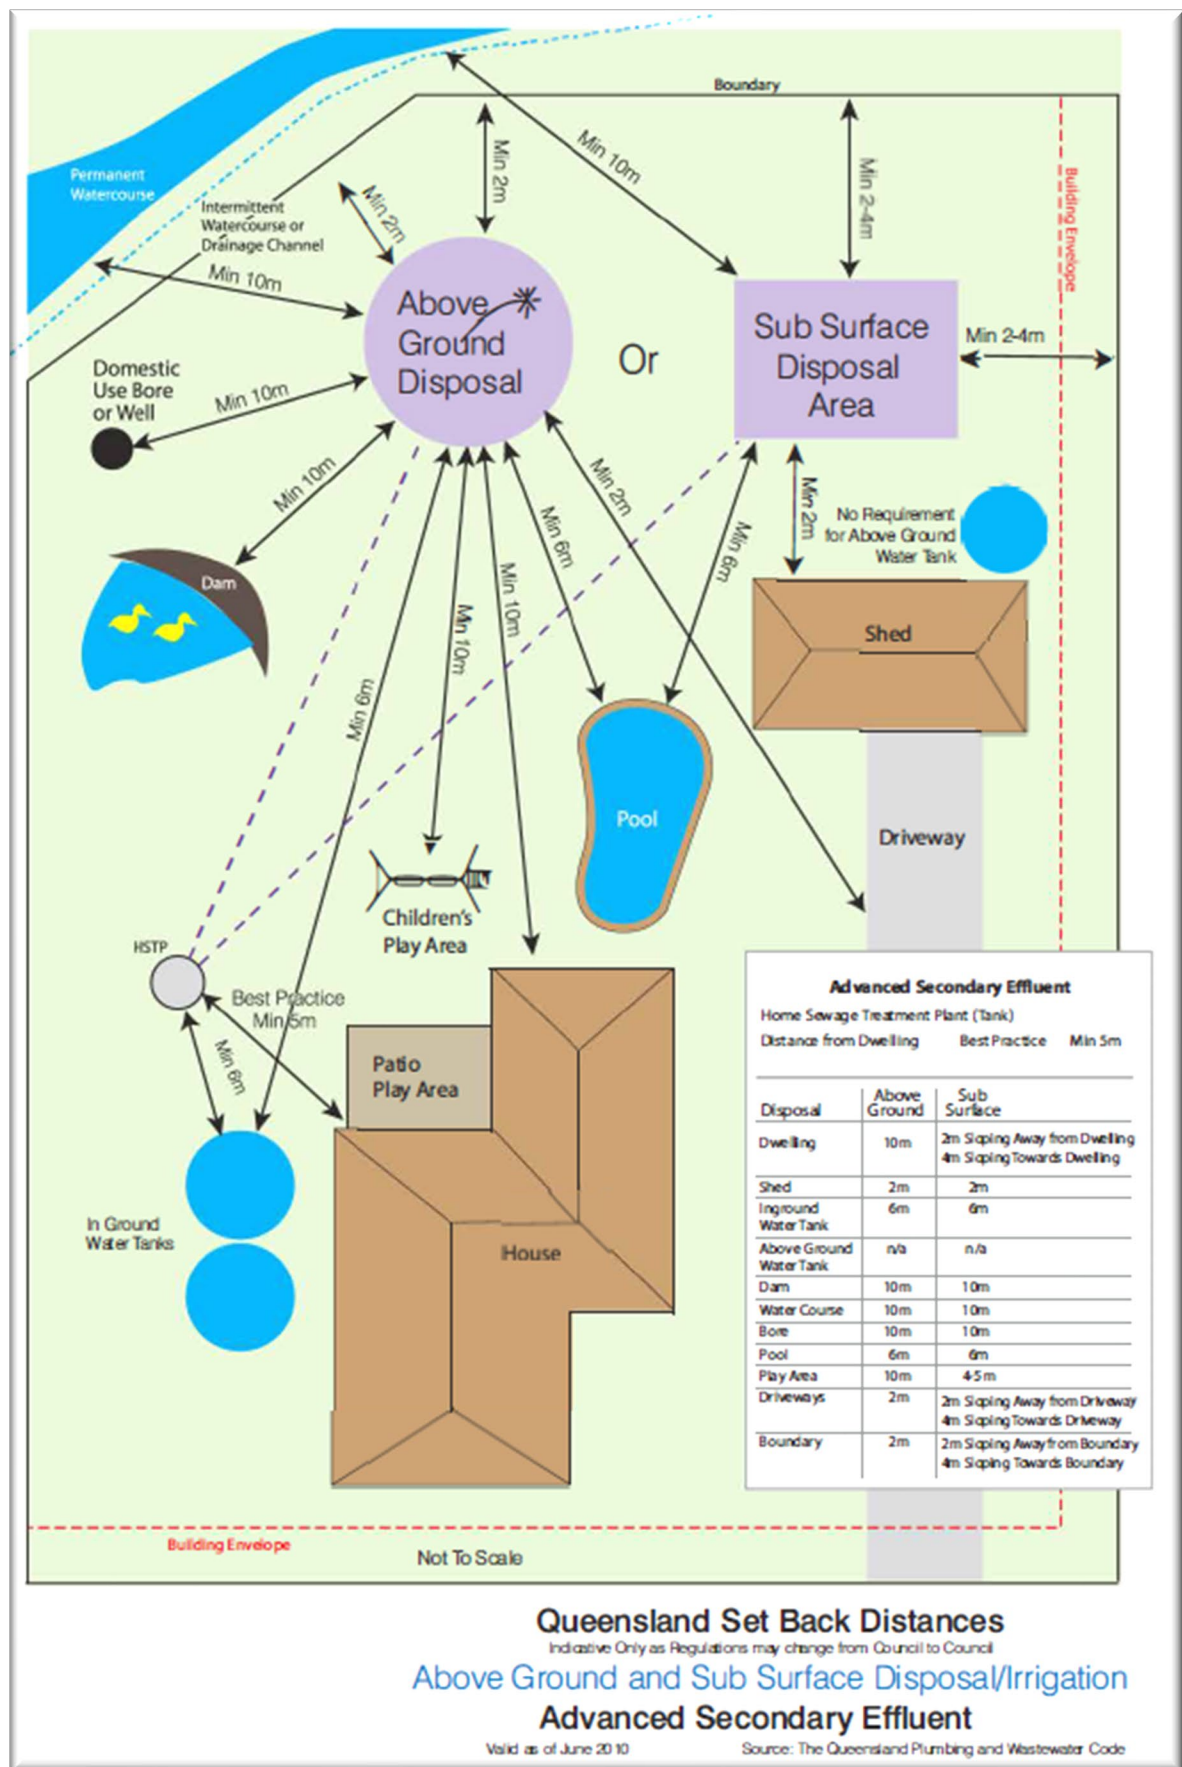 Boundary
Min 10m
Min 2m
Min 2-4m
Building Envelope
Permanent
Watercourse
Intermittent
Watercourse or
Drainage Channel
Min 2m
Min 10m
Above
Ground
Disposal
Or
Sub Surface
Disposal
Area
Min 2-4m
Domestic
Use Bore
or Well
Min 10m
Min 10m
Min 2m
Min 2m
Min 6m
Min 6m
No Requirement
for Above Ground
Water Tank
Dam
Min 10m
Min 10m
Min 6m
Shed
Pool
Driveway
Children's
Play Area
HSTP
Best Practice
Min 5m
Min 6m
Patio
Play Area
In Ground
Water Tanks
House
Advanced Secondary Effluent
Home Sewage Treatment Plant (Tank)
Distance from Dwelling Best Practice Min 5m
Disposal Above Ground Sub Surface
Dwelling 10m 2m Sloping Away from Dwelling
4m Sloping Towards Dwelling
Shed 2m 2m
Inground 6m 6m
Water Tank
Above Ground n/a n/a
Water Tank
Dam 10m 10m
Water Course 10m 10m
Bore 10m 10m
Pool 6m 6m
Play Area 10m 4-5m
Driveways 2m 2m Sloping Away from Driveway
4m Sloping Towards Driveway
Boundary 2m 2m Sloping Away from Boundary
4m Sloping Towards Boundary
Building Envelope
Not To Scale
Queensland Set Back Distances
Indicative Only as Regulations may change from Council to Council
Above Ground and Sub Surface Disposal/Irrigation
Advanced Secondary Effluent
Valid as of June 2010 Source: The Queensland Plumbing and Wastewater Code